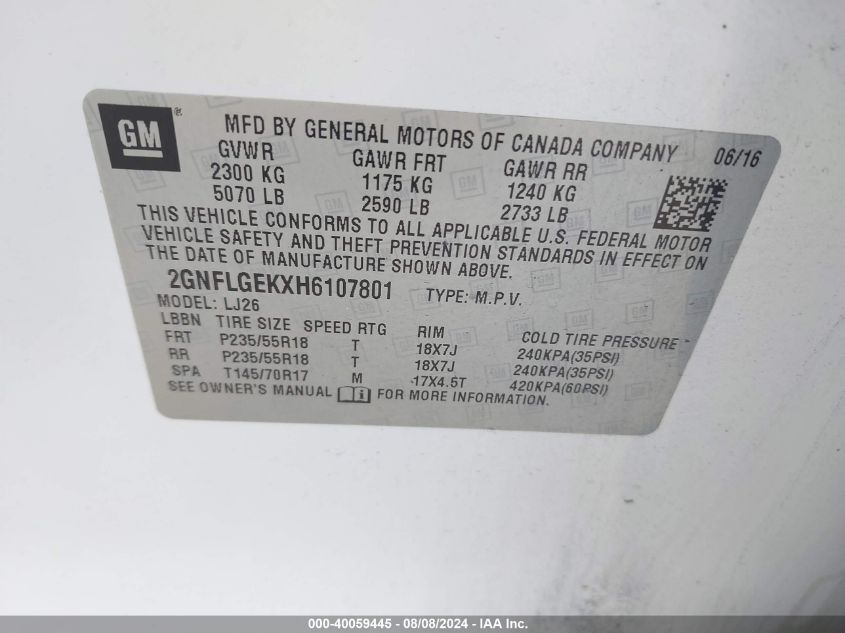 GM ®
MFD BY GENERAL MOTORS OF CANADA COMPANY 06/16
GVWR GAWR FRT GAWR RR
2300 KG 1175 KG 1240 KG
5070 LB 2590 LB 2733 LB
THIS VEHICLE CONFORMS TO ALL APPLICABLE U.S. FEDERAL MOTOR
VEHICLE SAFETY AND THEFT PREVENTION STANDARDS IN EFFECT ON
THE DATE OF MANUFACTURE SHOWN ABOVE.
2GNFLGEKXH6107801 TYPE: M.P.V.
MODEL: LJ26
LBBN TIRE SIZE SPEED RTG RIM COLD TIRE PRESSURE
FRT P235/55R18 T 18X7J 240KPA(35PSI)
RR P235/55R18 T 18X7J 240KPA(35PSI)
SPA T145/70R17 M 17X4.5T 420KPA(60PSI)
SEE OWNER'S MANUAL FOR MORE INFORMATION.
000-40059445 - 08/08/2024 - IAA Inc.